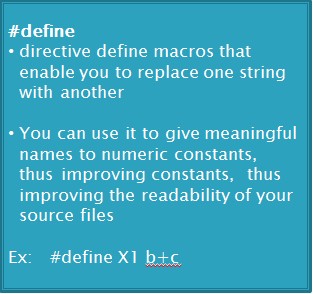 #define
• directive define macros that
enable you to replace one string
with another
• You can use it to give meaningful
names to numeric constants,
thus improving constants, thus
improving the readability of your
source files
Ex: #define X1 b+c